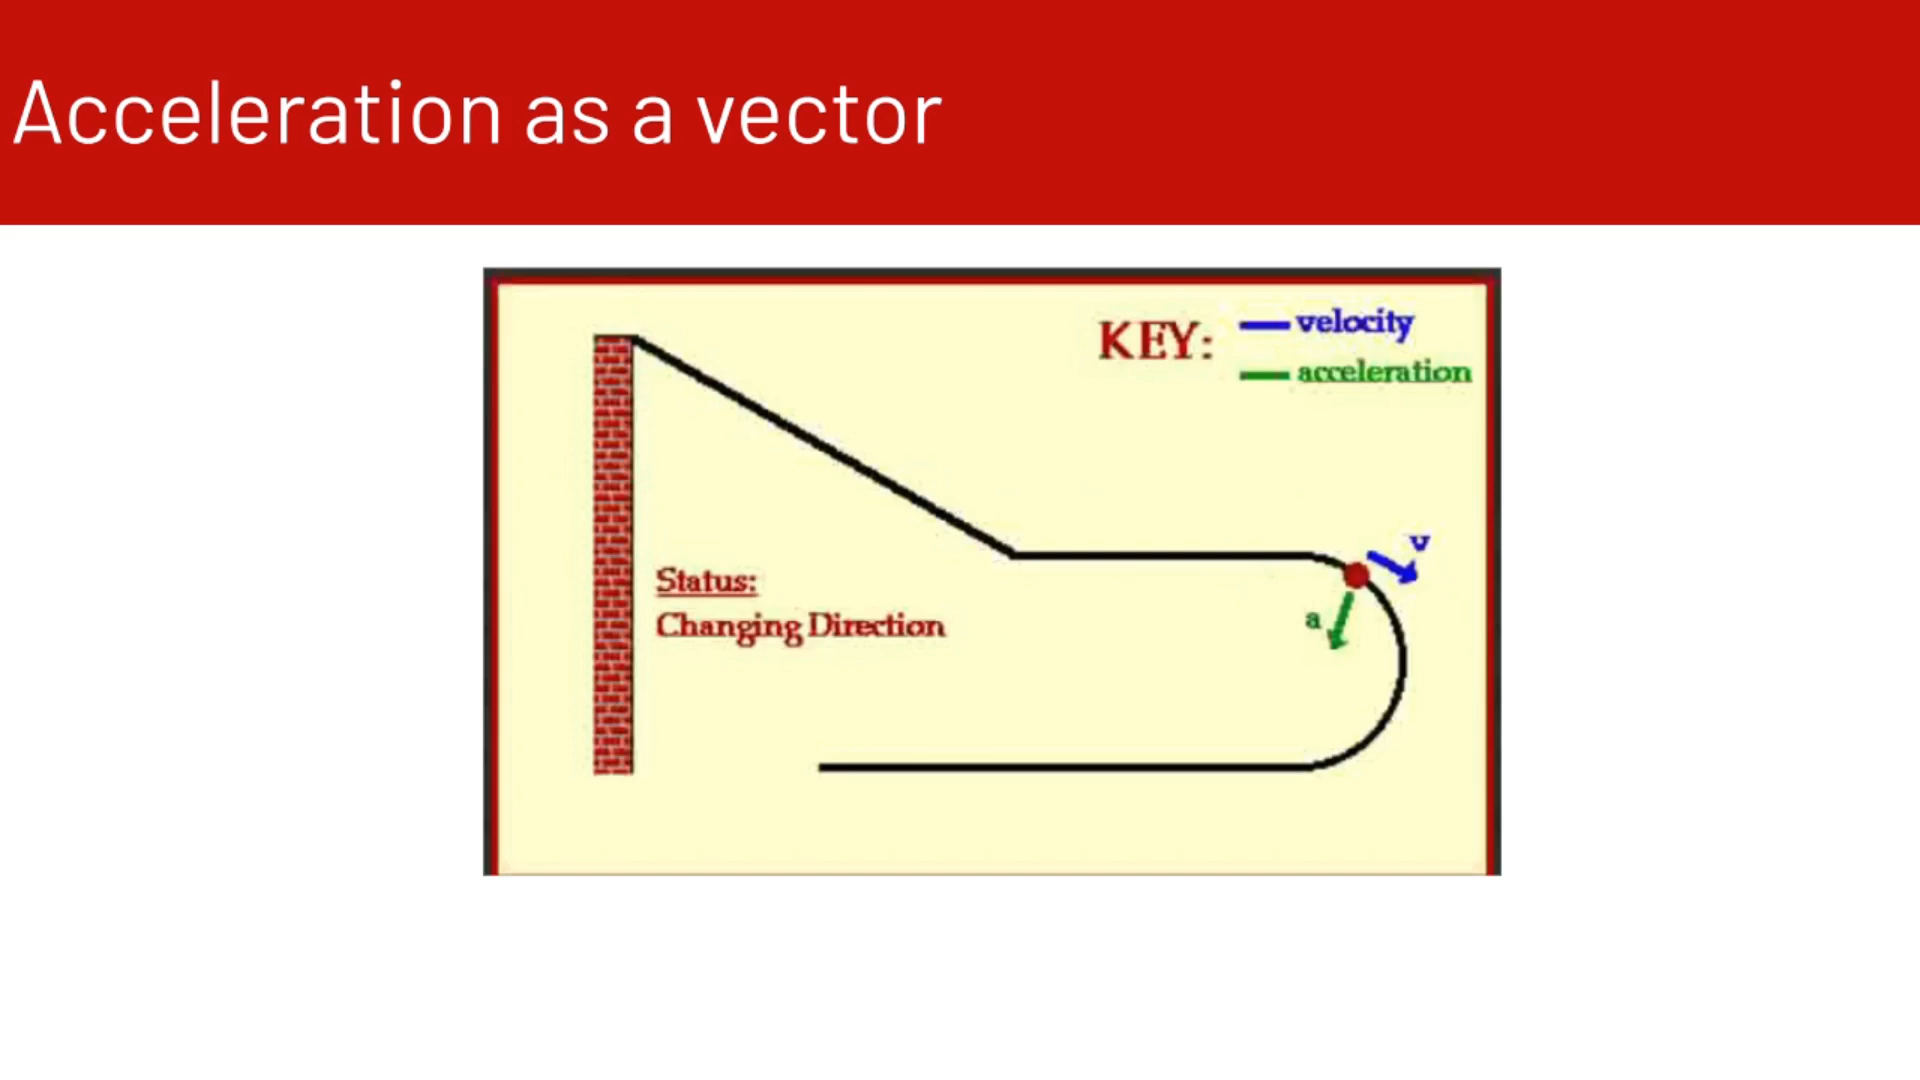 Acceleration as a vector
KEY:
velocity
acceleration
v
a
Status:
Changing Direction